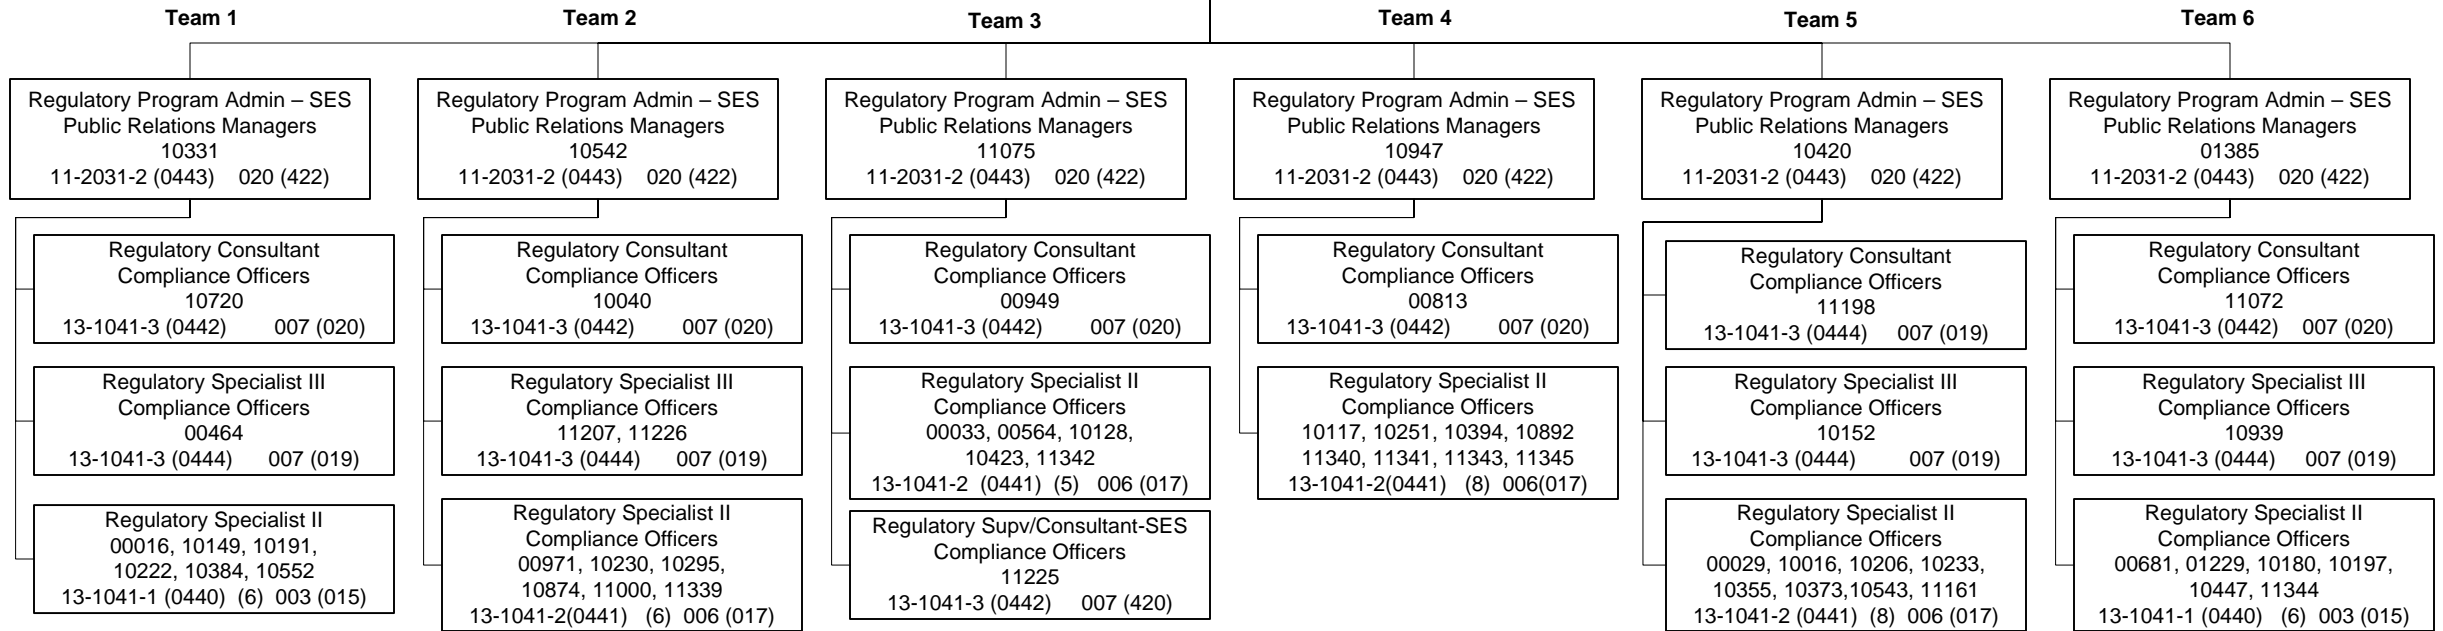 Team 1
Regulatory Program Admin – SES
Public Relations Managers
10331
11-2031-2 (0443) 020 (422)
Regulatory Consultant
Compliance Officers
10720
13-1041-3 (0442) 007 (020)
Regulatory Specialist III
Compliance Officers
00464
13-1041-3 (0444) 007 (019)
Regulatory Specialist II
00016, 10149, 10191,
10222, 10384, 10552
13-1041-1 (0440) (6) 003 (015)
Team 2
Regulatory Program Admin – SES
Public Relations Managers
10542
11-2031-2 (0443) 020 (422)
Regulatory Consultant
Compliance Officers
10040
13-1041-3 (0442) 007 (020)
Regulatory Specialist III
Compliance Officers
11207, 11226
13-1041-3 (0444) 007 (019)
Regulatory Specialist II
Compliance Officers
00971, 10230, 10295,
10874, 11000, 11339
13-1041-2(0441) (6) 006 (017)
Team 3
Regulatory Program Admin – SES
Public Relations Managers
11075
11-2031-2 (0443) 020 (422)
Regulatory Consultant
Compliance Officers
00949
13-1041-3 (0442) 007 (020)
Regulatory Specialist II
Compliance Officers
00033, 00564, 10128,
10423, 11342
13-1041-2 (0441) (5) 006 (017)
Regulatory Supv/Consultant-SES
Compliance Officers
11225
13-1041-3 (0442) 007 (420)
Team 4
Regulatory Program Admin – SES
Public Relations Managers
10947
11-2031-2 (0443) 020 (422)
Regulatory Consultant
Compliance Officers
00813
13-1041-3 (0442) 007 (020)
Regulatory Specialist II
Compliance Officers
10117, 10251, 10394, 10892
11340, 11341, 11343, 11345
13-1041-2(0441) (8) 006(017)
Team 5
Regulatory Program Admin – SES
Public Relations Managers
10420
11-2031-2 (0443) 020 (422)
Regulatory Consultant
Compliance Officers
11198
13-1041-3 (0444) 007 (019)
Regulatory Specialist III
Compliance Officers
10152
13-1041-3 (0444) 007 (019)
Regulatory Specialist II
Compliance Officers
00029, 10016, 10206, 10233,
10355, 10373,10543, 11161
13-1041-2 (0441) (8) 006 (017)
Team 6
Regulatory Program Admin – SES
Public Relations Managers
01385
11-2031-2 (0443) 020 (422)
Regulatory Consultant
Compliance Officers
11072
13-1041-3 (0442) 007 (020)
Regulatory Specialist III
Compliance Officers
10939
13-1041-3 (0444) 007 (019)
Regulatory Specialist II
Compliance Officers
00681, 01229, 10180, 10197,
10447, 11344
13-1041-1 (0440) (6) 003 (015)